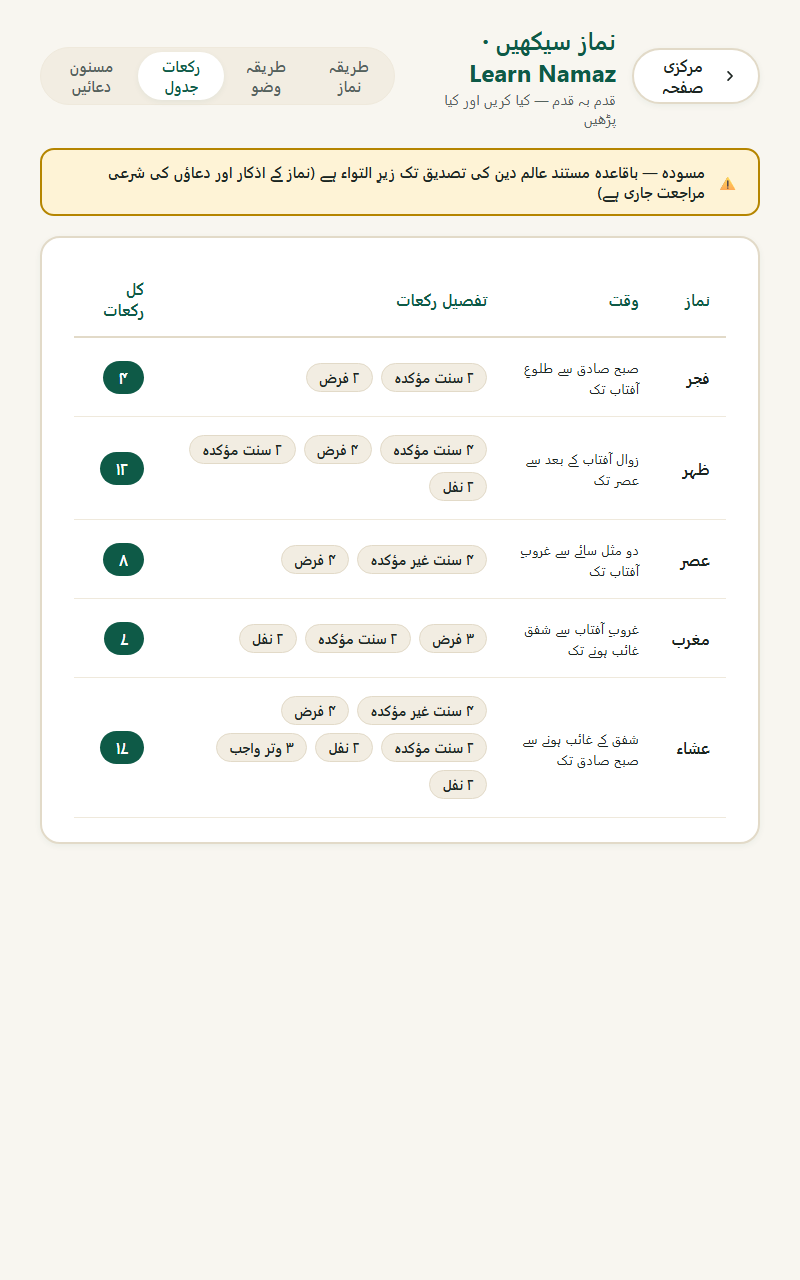 مرکزی
صفحہ
نماز سیکھیں ·
Learn Namaz
قدم بہ قدم — کیا کریں اور کیا
پڑھیں
طریقہ
نماز
طریقہ
وضو
رکعات
جدول
مسنون
دعائیں
مسودہ — باقاعدہ مستند عالم دین کی تصدیق تک زیرِ التواء ہے (نماز کے اذکار اور دعاؤں کی شرعی
مراجعت جاری ہے)
نماز وقت تفصیل رکعات کل
رکعات
فجر
صبح صادق سے طلوعِ
آفتاب تک
۲ سنت مؤکدہ ۲ فرض
۴
ظہر
زوال آفتاب کے بعد سے
عصر تک
۴ سنت مؤکدہ ۴ فرض ۲ سنت مؤکدہ
۲ نفل
۱۲
عصر
دو مثل سائے سے غروبِ
آفتاب تک
۴ سنت غیر مؤکدہ ۴ فرض
۸
مغرب
غروبِ آفتاب سے شفق
غائب ہونے تک
۳ فرض ۲ سنت مؤکدہ ۲ نفل
۷
عشاء
شفق کے غائب ہونے سے
صبح صادق تک
۴ سنت غیر مؤکدہ ۴ فرض
۲ سنت مؤکدہ ۲ نفل ۳ وتر واجب
۲ نفل
۱۷